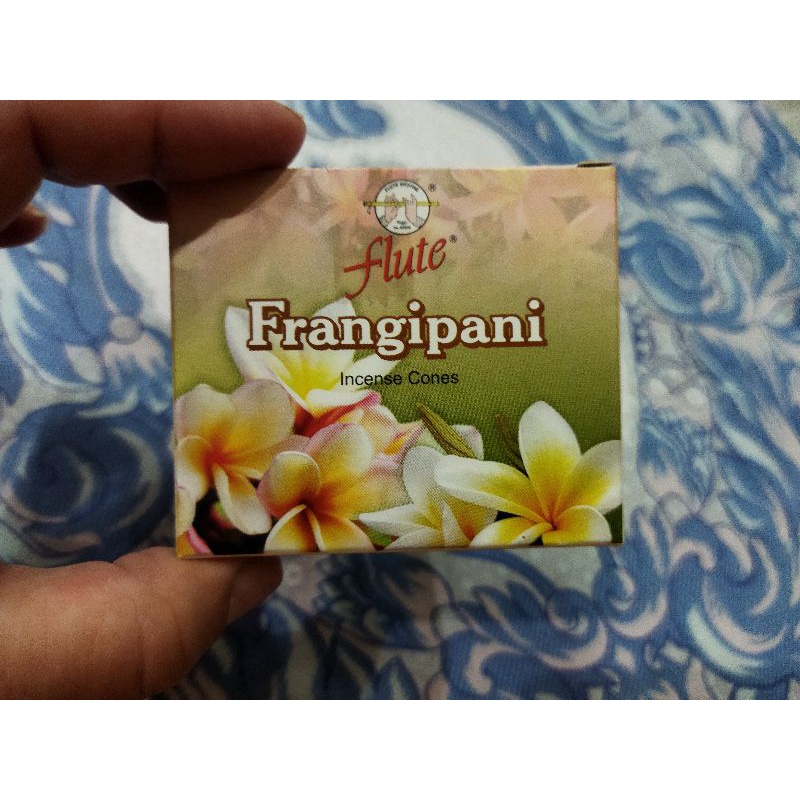 ®
flute®
Frangipani
Incense Cones